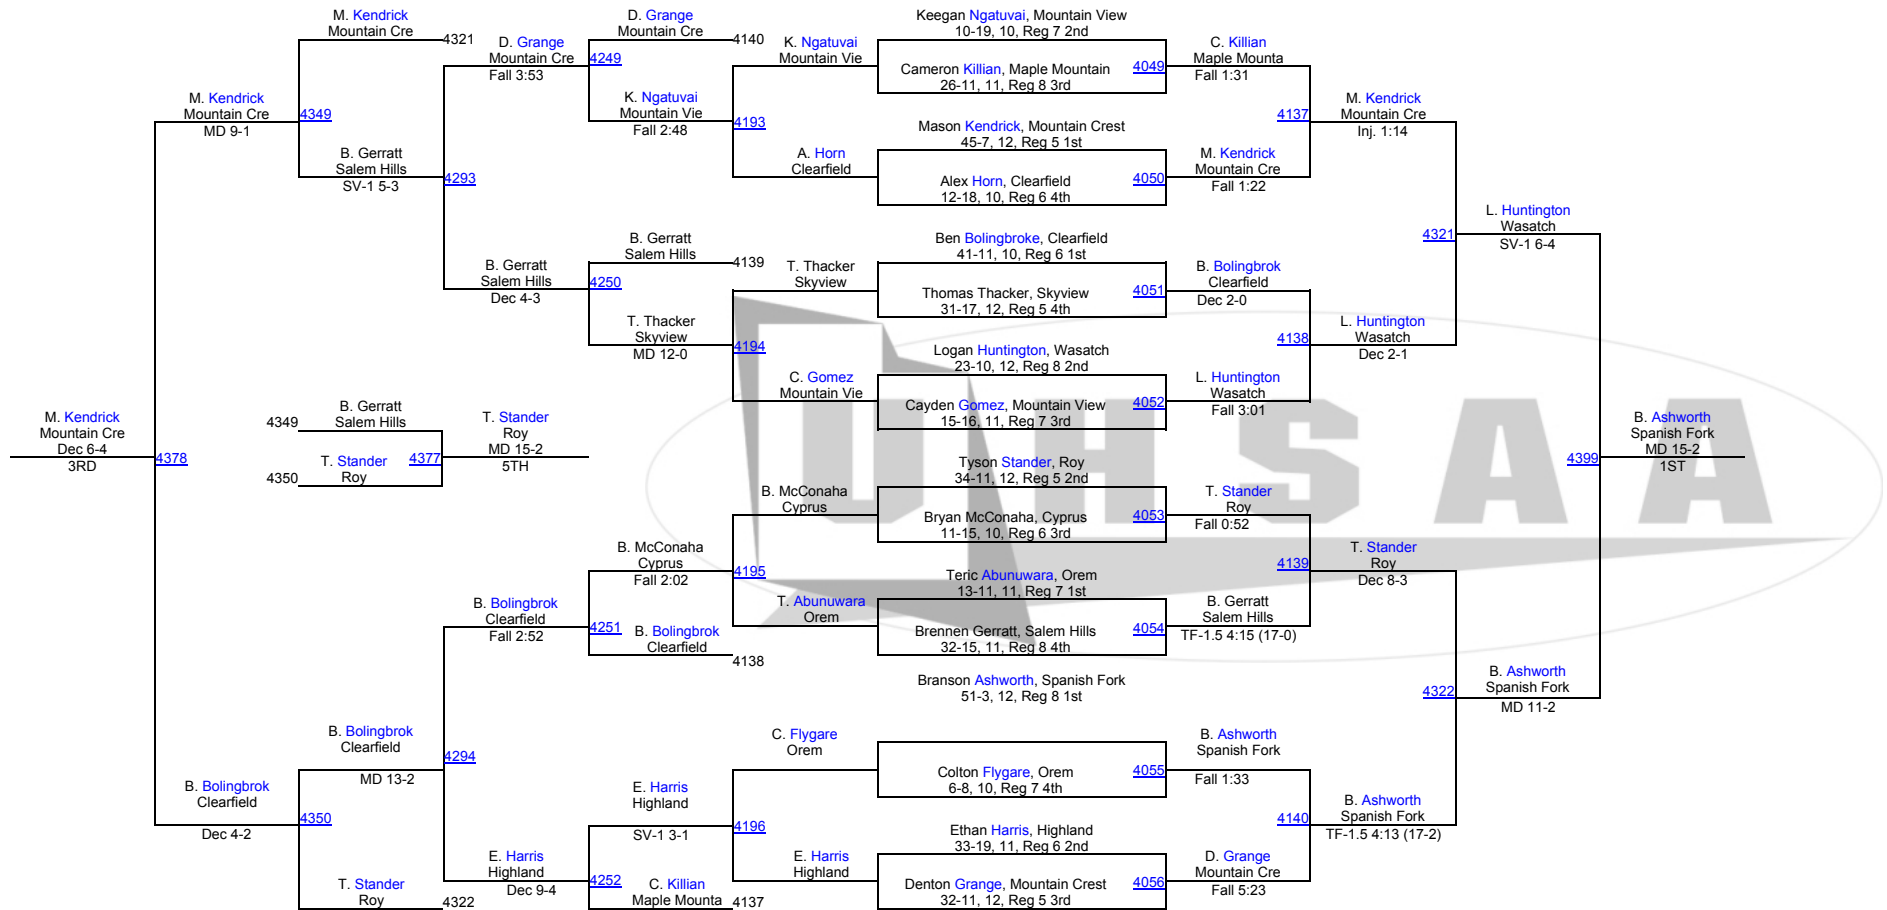 M. Kendrick
Mountain Cre
4321
D. Grange
Mountain Cre
4140
Keegan Ngatuvai, Mountain View
10-19, 10, Reg 7 2nd
D. Grange
Mountain Cre
Fall 3:53
4249
K. Ngatuvai
Mountain Vie
C. Killian
Maple Mounta
Fall 1:31
Cameron Killian, Maple Mountain
26-11, 11, Reg 8 3rd
4049
M. Kendrick
Mountain Cre
MD 9-1
4349
K. Ngatuvai
Mountain Vie
Fall 2:48
4193
4137
M. Kendrick
Mountain Cre
Inj. 1:14
Mason Kendrick, Mountain Crest
45-7, 12, Reg 5 1st
B. Gerratt
Salem Hills
SV-1 5-3
4293
A. Horn
Clearfield
Alex Horn, Clearfield
12-18, 10, Reg 6 4th
4050
M. Kendrick
Mountain Cre
Fall 1:22
4321
L. Huntington
Wasatch
SV-1 6-4
B. Gerratt
Salem Hills
4139
Ben Bolingbroke, Clearfield
41-11, 10, Reg 6 1st
B. Gerratt
Salem Hills
Dec 4-3
4250
T. Thacker
Skyview
Thomas Thacker, Skyview
31-17, 12, Reg 5 4th
4051
B. Bolingbrok
Clearfield
Dec 2-0
T. Thacker
Skyview
MD 12-0
4194
4138
L. Huntington
Wasatch
Dec 2-1
Logan Huntington, Wasatch
23-10, 12, Reg 8 2nd
C. Gomez
Mountain Vie
Cayden Gomez, Mountain View
15-16, 11, Reg 7 3rd
4052
L. Huntington
Wasatch
Fall 3:01
UHSAA
M. Kendrick
Mountain Cre
Dec 6-4
3RD
4378
4349
B. Gerratt
Salem Hills
4350
T. Stander
Roy
4377
T. Stander
Roy
MD 15-2
5TH
4399
B. Ashworth
Spanish Fork
MD 15-2
1ST
Tyson Stander, Roy
34-11, 12, Reg 5 2nd
B. McConaha
Cyprus
Bryan McConaha, Cyprus
11-15, 10, Reg 6 3rd
4053
T. Stander
Roy
Fall 0:52
B. McConaha
Cyprus
Fall 2:02
4195
4139
T. Stander
Roy
Dec 8-3
Teric Abunuwara, Orem
13-11, 11, Reg 7 1st
B. Bolingbrok
Clearfield
Fall 2:52
4251
B. Bolingbrok
Clearfield
4138
T. Abunuwara
Orem
Brennen Gerratt, Salem Hills
32-15, 11, Reg 8 4th
4054
B. Gerratt
Salem Hills
TF-1.5 4:15 (17-0)
Branson Ashworth, Spanish Fork
51-3, 12, Reg 8 1st
4322
B. Ashworth
Spanish Fork
MD 11-2
B. Bolingbrok
Clearfield
MD 13-2
4294
C. Flygare
Orem
Colton Flygare, Orem
6-8, 10, Reg 7 4th
4055
B. Ashworth
Spanish Fork
Fall 1:33
B. Bolingbrok
Clearfield
Dec 4-2
4350
E. Harris
Highland
SV-1 3-1
4196
4140
B. Ashworth
Spanish Fork
TF-1.5 4:13 (17-2)
Ethan Harris, Highland
33-19, 11, Reg 6 2nd
T. Stander
Roy
4322
E. Harris
Highland
Dec 9-4
4252
C. Killian
Maple Mounta
4137
E. Harris
Highland
Denton Grange, Mountain Crest
32-11, 12, Reg 5 3rd
4056
D. Grange
Mountain Cre
Fall 5:23